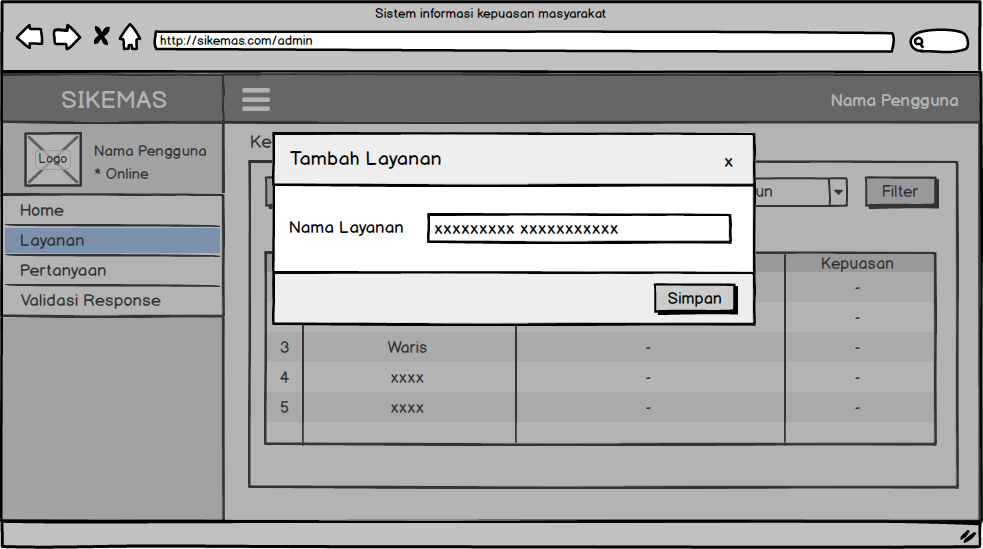 Sistem informasi kepuasan masyarakat
http://sikemas.com/admin
SIKEMAS
Nama Pengguna
Logo
Nama Pengguna
* Online
Home
Layanan
Pertanyaan
Validasi Response
Ke
Tambah Layanan
x
Nama Layanan
xxxxxxxxx xxxxxxxxxxx
Simpan
un
Filter
Kepuasan
-
-
3 Waris - -
4 xxxx - -
5 xxxx - -